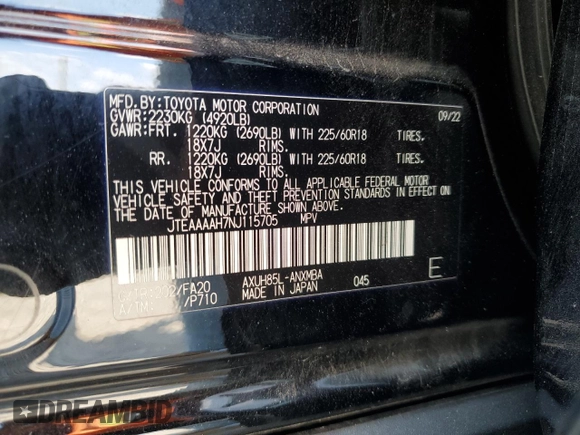 MFD. BY: TOYOTA MOTOR CORPORATION 09/22
GVWR: 2230KG (4920LB)
GAWR: FRT. 1220KG (2690LB) WITH 225/60R18 TIRES.
18X7J RIMS.
RR. 1220KG (2690LB) WITH 225/60R18 TIRES.
18X7J RIMS.
THIS VEHICLE CONFORMS TO ALL APPLICABLE FEDERAL MOTOR
VEHICLE SAFETY AND THEFT PREVENTION STANDARDS IN EFFECT ON
THE DATE OF MANUFACTURE SHOWN ABOVE.
JTEAAAAH7NJ115705 MPV
/FA20 AXUH85L-ANXMBA 045 E
/P710 MADE IN JAPAN
DREAMBID